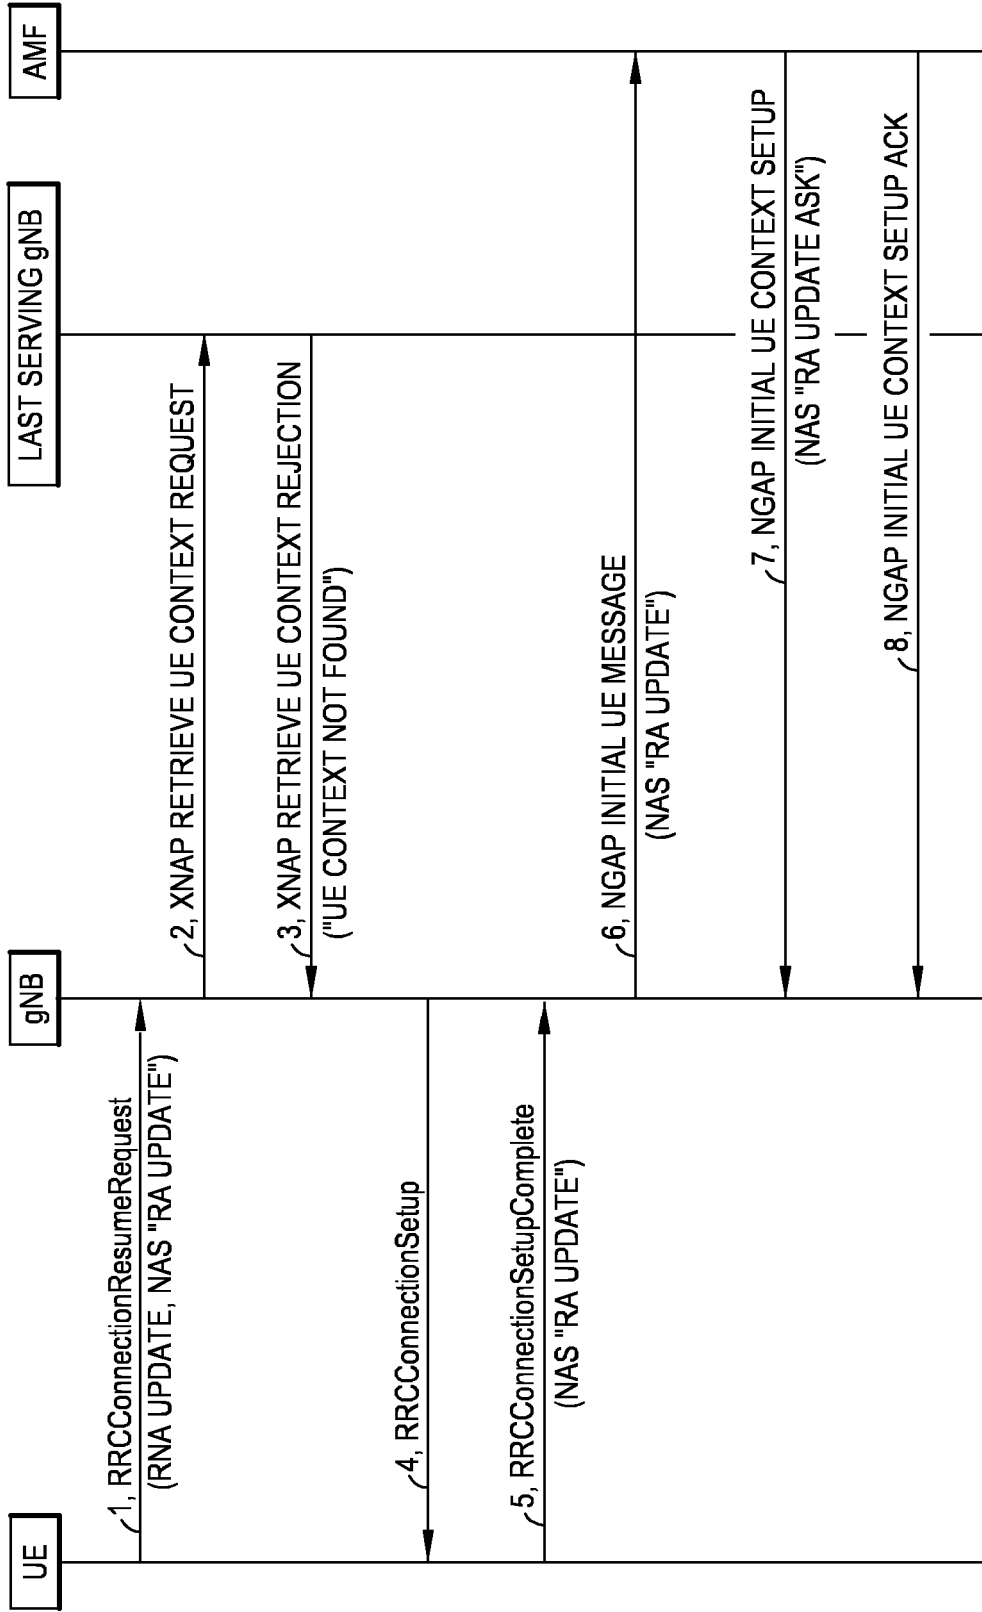 UE
gNB
LAST SERVING gNB
AMF
1, RRCConnectionResumeRequest
(RNA UPDATE, NAS "RA UPDATE")
2, XNAP RETRIEVE UE CONTEXT REQUEST
3, XNAP RETRIEVE UE CONTEXT REJECTION
("UE CONTEXT NOT FOUND")
4, RRCConnectionSetup
5, RRCConnectionSetupComplete
(NAS "RA UPDATE")
6, NGAP INITIAL UE MESSAGE
(NAS "RA UPDATE")
7, NGAP INITIAL UE CONTEXT SETUP
(NAS "RA UPDATE ASK")
8, NGAP INITIAL UE CONTEXT SETUP ACK